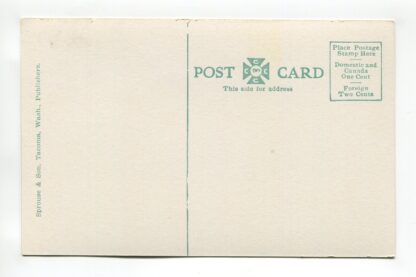 Sprouse & Son, Tacoma, Wash., Publishers.
POST CARD
This side for address
Place Postage
Stamp Here
Domestic and
Canada
One Cent
Foreign
Two Cents